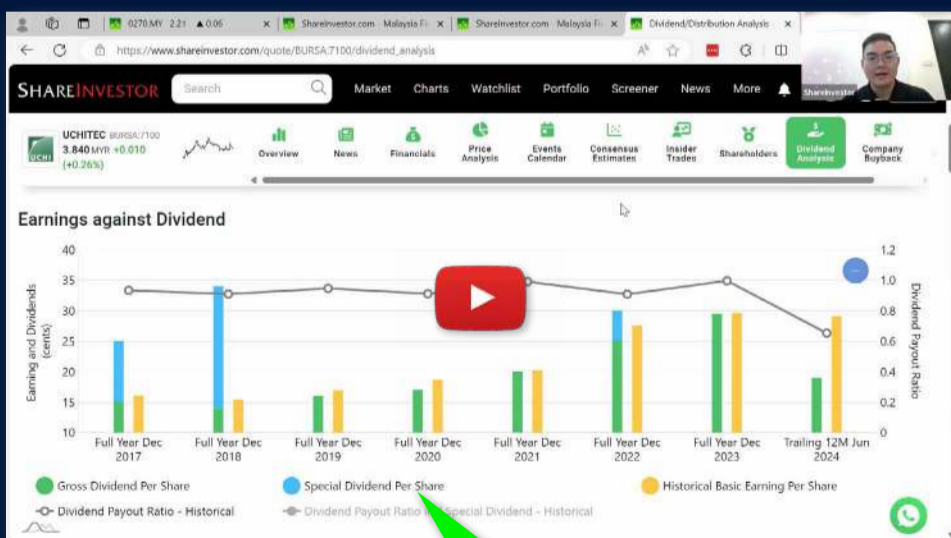 0270.MY 2.21 ▲0.06
Shareinvestor.com - Malaysia Fi
Shareinvestor.com - Malaysia Fi
Dividend/Distribution Analysis
https://www.shareinvestor.com/quote/BURSA:7100/dividend_analysis
SHAREINVESTOR
Search
Market Charts Watchlist Portfolio Screener News More
ShareInvestor
UCHITEC BURSA:7100
3.840 MYR +0.010
(+0.26%)
UCHI
Overview
News
Financials
Price Analysis
Events Calendar
Consensus Estimates
Insider Trades
Shareholders
Dividend Analysis
Company Buyback
Earnings against Dividend
Earning and Dividends
(cents)
40
35
30
25
20
15
10
1.2
1.0
0.8
0.6
0.4
0.2
0
Dividend Payout Ratio
Full Year Dec 2017
Full Year Dec 2018
Full Year Dec 2019
Full Year Dec 2020
Full Year Dec 2021
Full Year Dec 2022
Full Year Dec 2023
Trailing 12M Jun 2024
Gross Dividend Per Share
Special Dividend Per Share
Historical Basic Earning Per Share
Dividend Payout Ratio - Historical
Dividend Payout Ratio Special Dividend - Historical